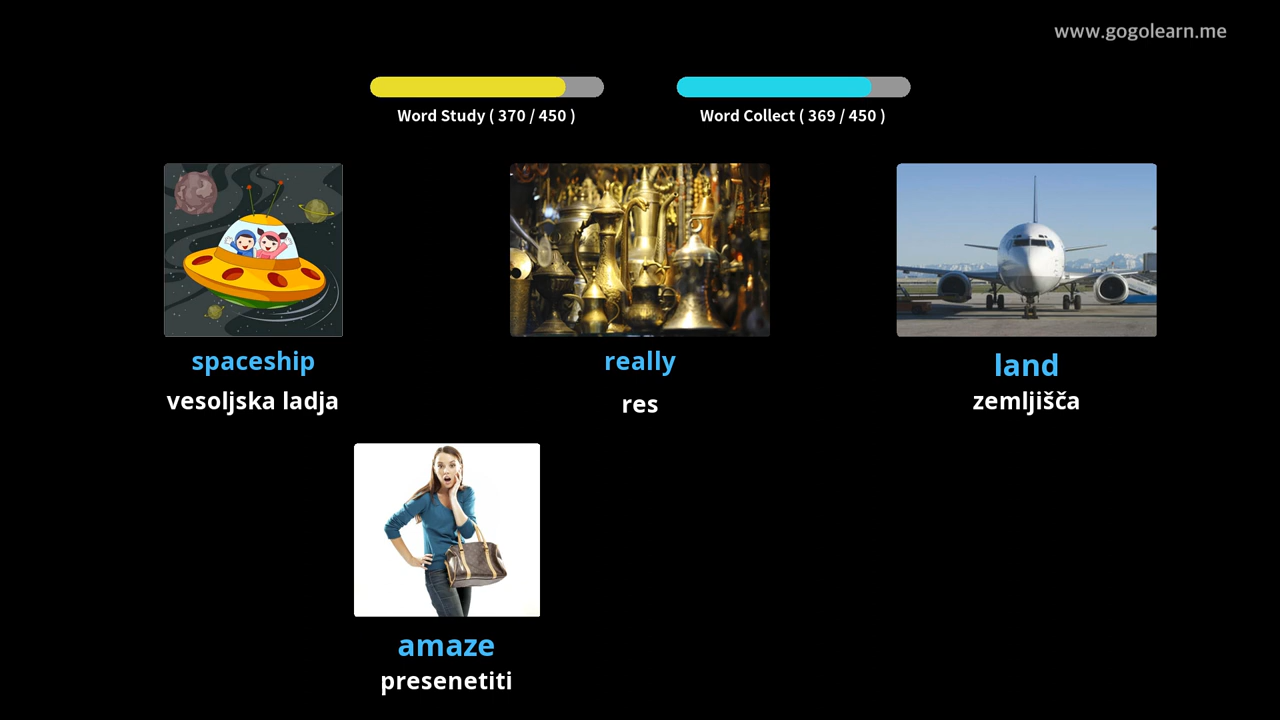 www.gogolearn.me
Word Study ( 370 / 450 )
Word Collect ( 369 / 450 )
spaceship
really
land
vesoljska ladja
res
zemljišča
amaze
presenetiti